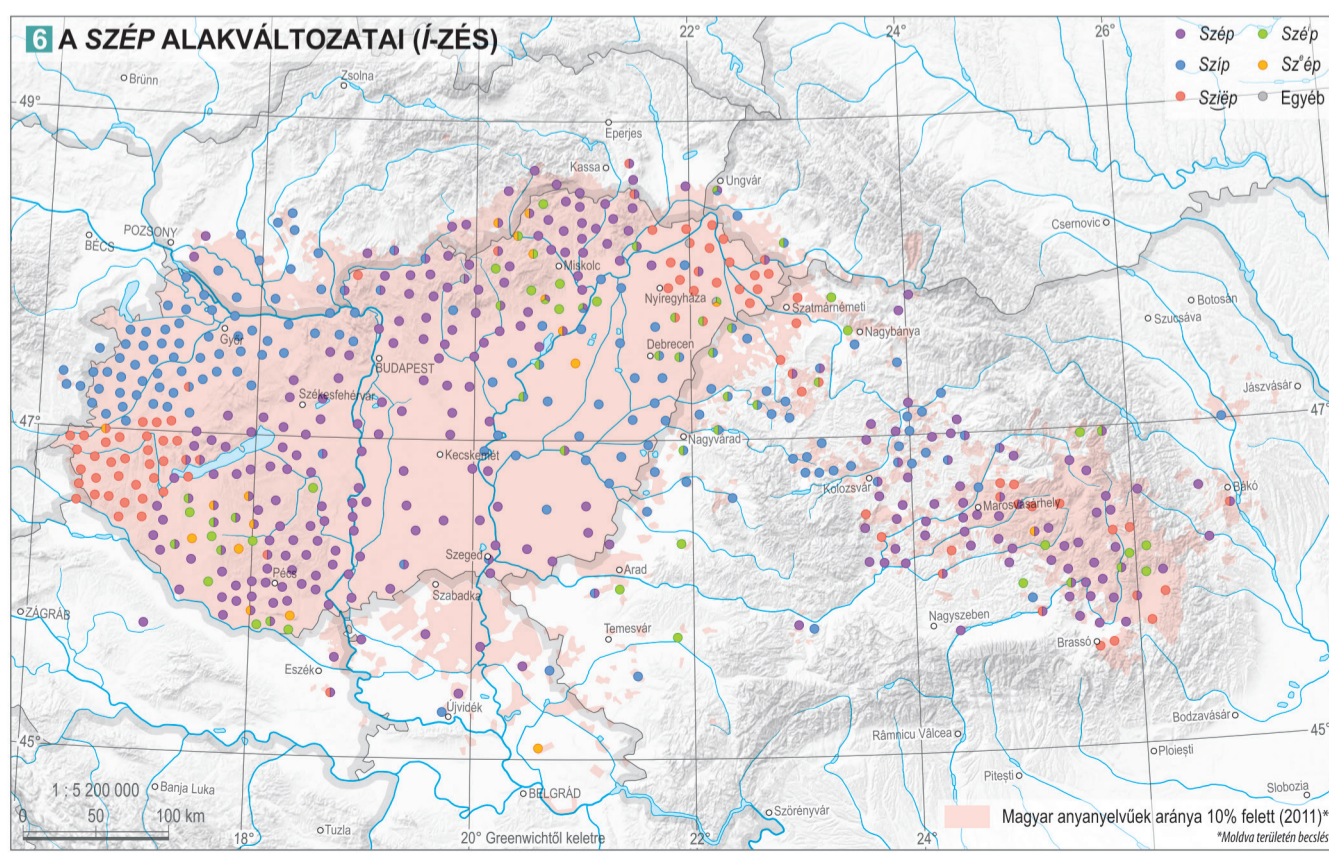 6 A SZÉP ALAKVÁLTOZATAI (Í-ZÉS)
22°
24°
26°
Szép
Szíp
Sziëp
Szé'p
Szᵉép
Egyéb
Brünn
Zsolna
49°
Eperjes
Kassa
Ungvár
Csernovic
POZSONY
BÉCS
Miskolc
Nyíregyháza
Szatmárnémeti
Botosán
Szucsáva
Nagybánya
Győr
Debrecen
BUDAPEST
Jászvásár
Székesfehérvár
47°
47°
Nagyvárad
Kecskemét
Kolozsvár
Bákó
Marosvásárhely
Szeged
Arad
Pécs
Szabadka
ZÁGRÁB
Nagyszeben
Temesvár
Brassó
Eszék
Újvidék
Bodzavásár
45°
45°
Râmnicu Vâlcea
Ploiești
Pitești
1 : 5 200 000
Banja Luka
BELGRÁD
Slobozia
0 50 100 km
Szörényvár
Magyar anyanyelvűek aránya 10% felett (2011)*
18°
Tuzla
20° Greenwichtől keletre
22°
24°
*Moldva területén becslés